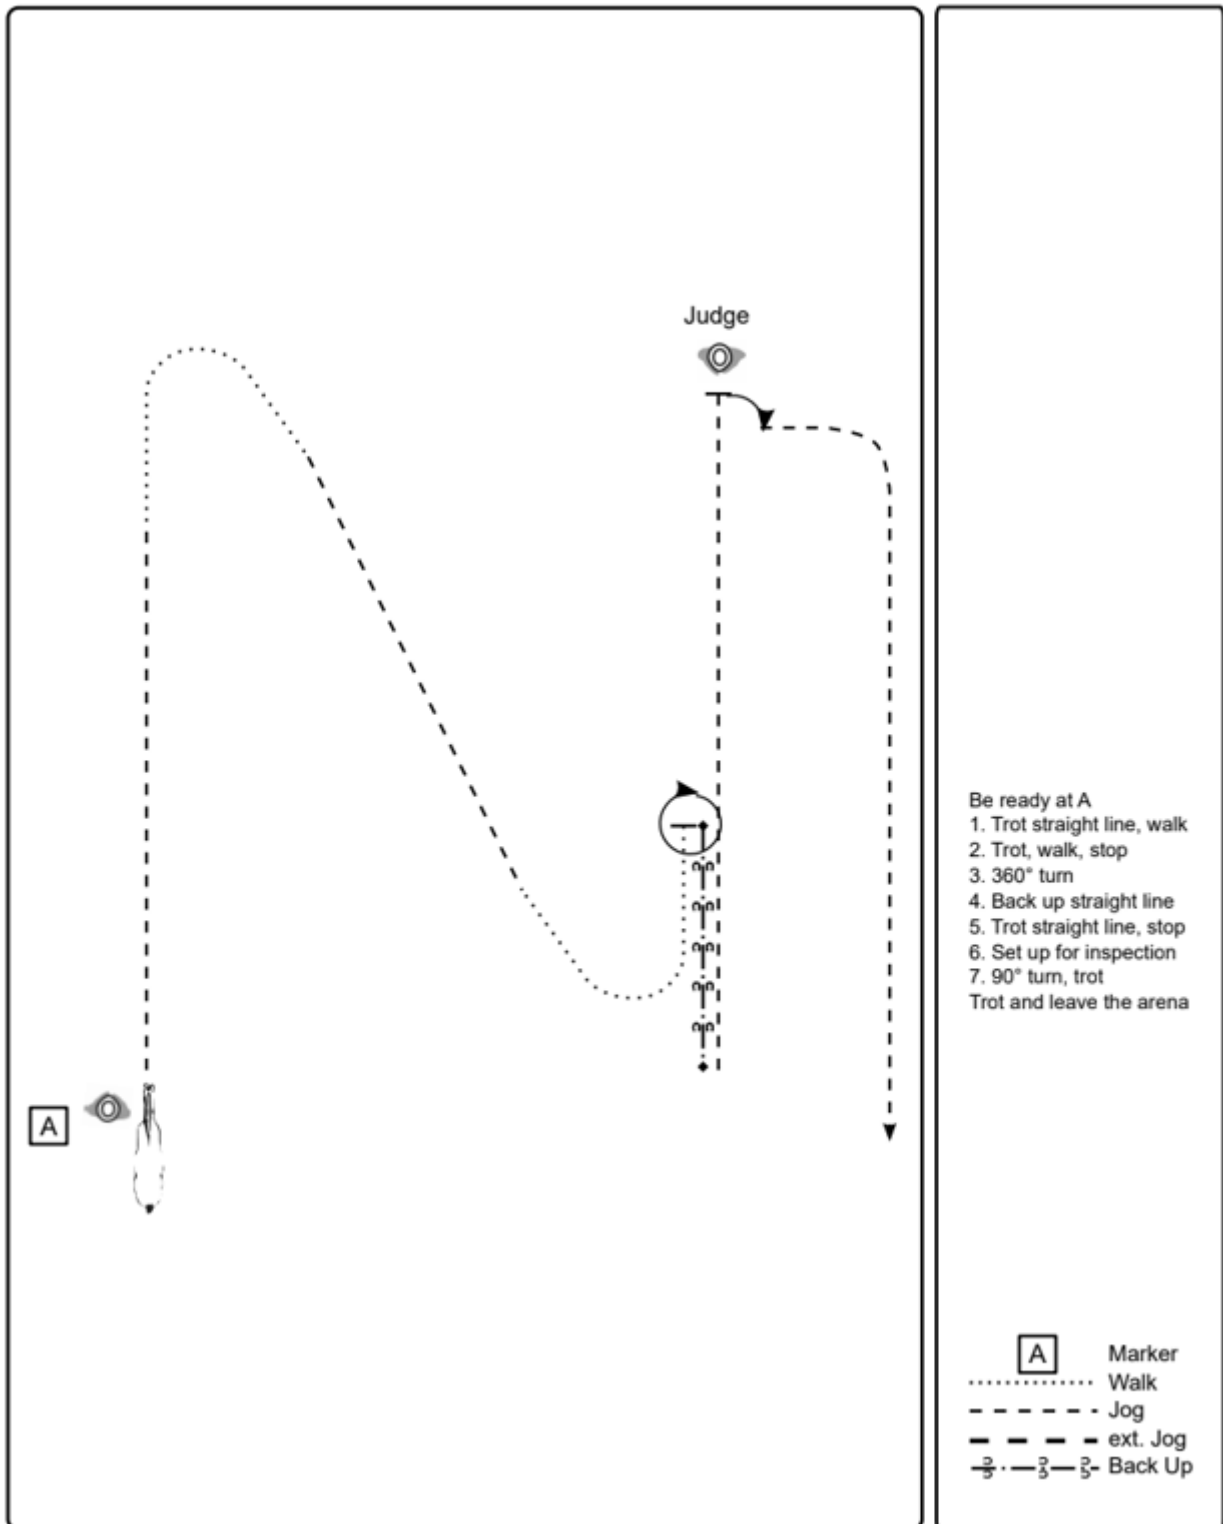 Judge
A
Be ready at A
1. Trot straight line, walk
2. Trot, walk, stop
3. 360° turn
4. Back up straight line
5. Trot straight line, stop
6. Set up for inspection
7. 90° turn, trot
Trot and leave the arena
A Marker
Walk
Jog
ext. Jog
Back Up